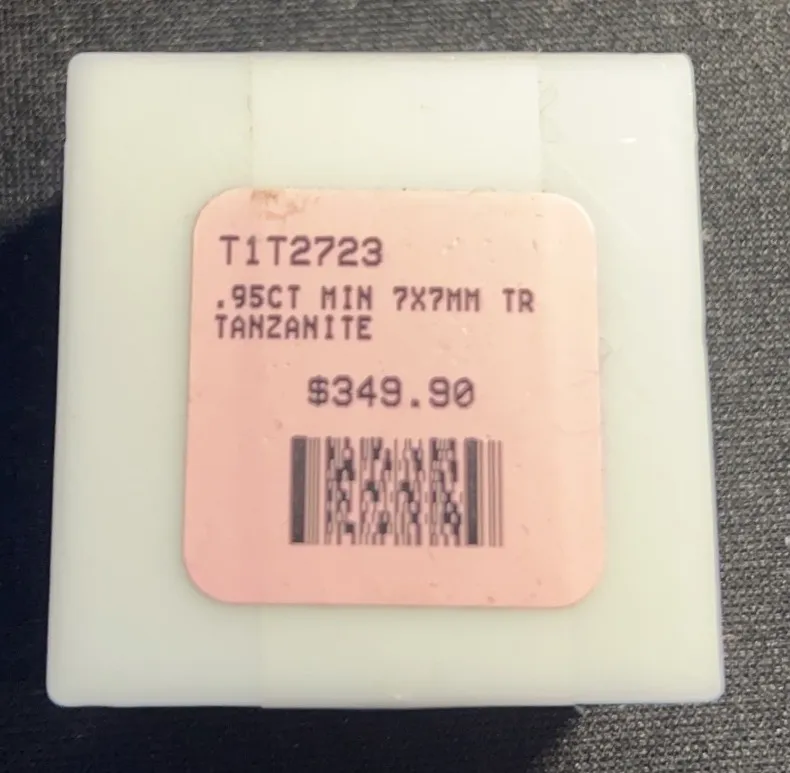 T1T2723
.95CT MIN 7X7MM TR
TANZANITE
$349.90